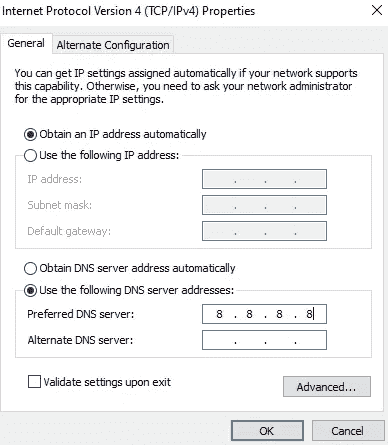 Internet Protocol Version 4 (TCP/IPv4) Properties
General
Alternate Configuration
You can get IP settings assigned automatically if your network supports
this capability. Otherwise, you need to ask your network administrator
for the appropriate IP settings.
Obtain an IP address automatically
Use the following IP address:
IP address:
. . .
Subnet mask:
. . .
Default gateway:
. . .
Obtain DNS server address automatically
Use the following DNS server addresses:
Preferred DNS server:
8 . 8 . 8 . 8
Alternate DNS server:
. . .
Validate settings upon exit
Advanced...
OK
Cancel